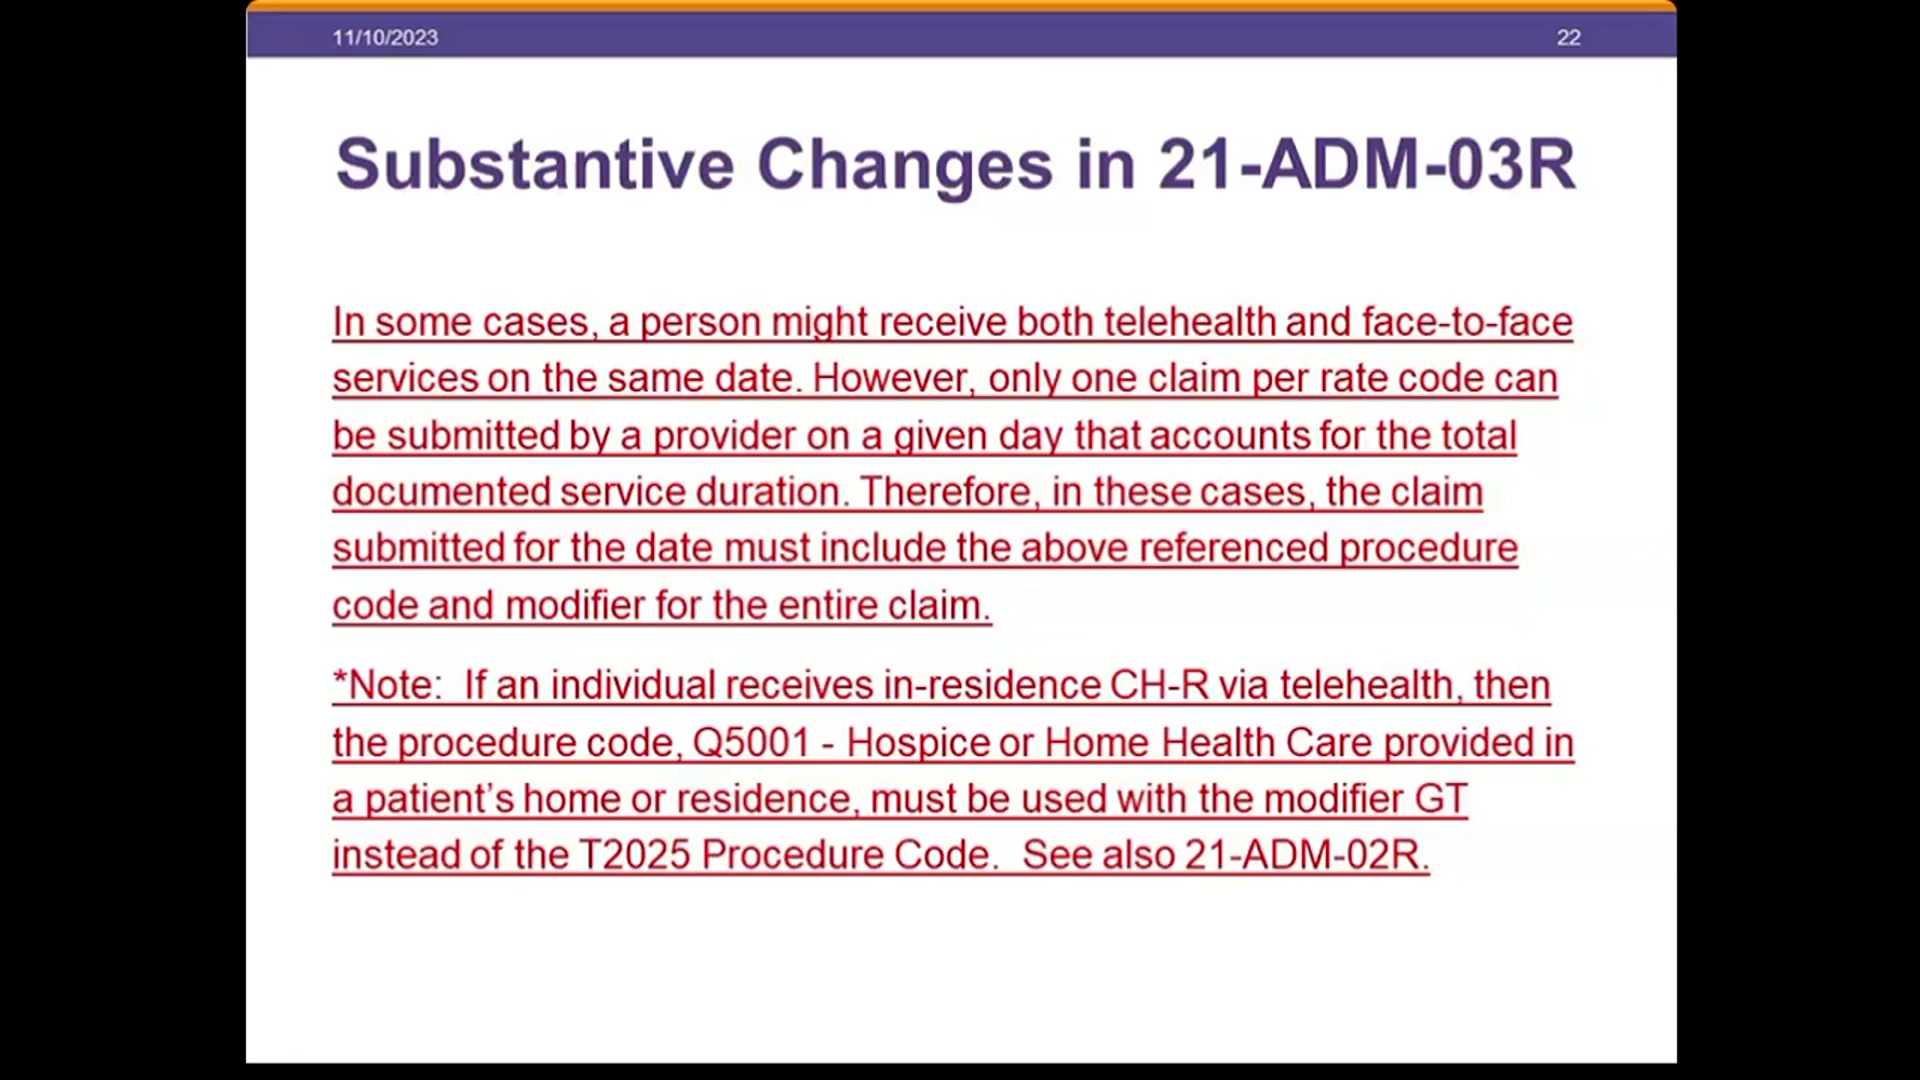 11/10/2023
22
Substantive Changes in 21-ADM-03R
In some cases, a person might receive both telehealth and face-to-face
services on the same date. However, only one claim per rate code can
be submitted by a provider on a given day that accounts for the total
documented service duration. Therefore, in these cases, the claim
submitted for the date must include the above referenced procedure
code and modifier for the entire claim.
*Note:  If an individual receives in-residence CH-R via telehealth, then
the procedure code, Q5001 - Hospice or Home Health Care provided in
a patient’s home or residence, must be used with the modifier GT
instead of the T2025 Procedure Code.  See also 21-ADM-02R.